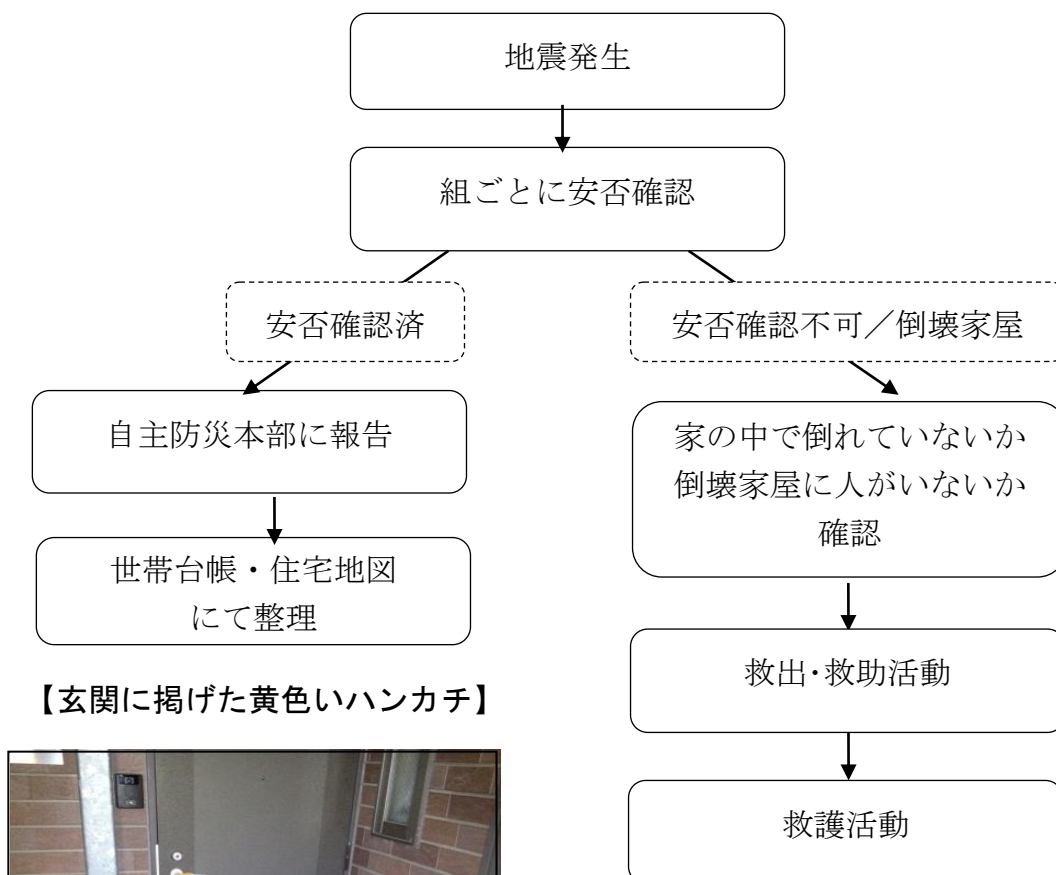 地震発生
組ごとに安否確認
安否確認済
安否確認不可／倒壊家屋
自主防災本部に報告
世帯台帳・住宅地図
にて整理
家の中で倒れていないか
倒壊家屋に人がいないか
確認
救出・救助活動
救護活動
【玄関に掲げた黄色いハンカチ】